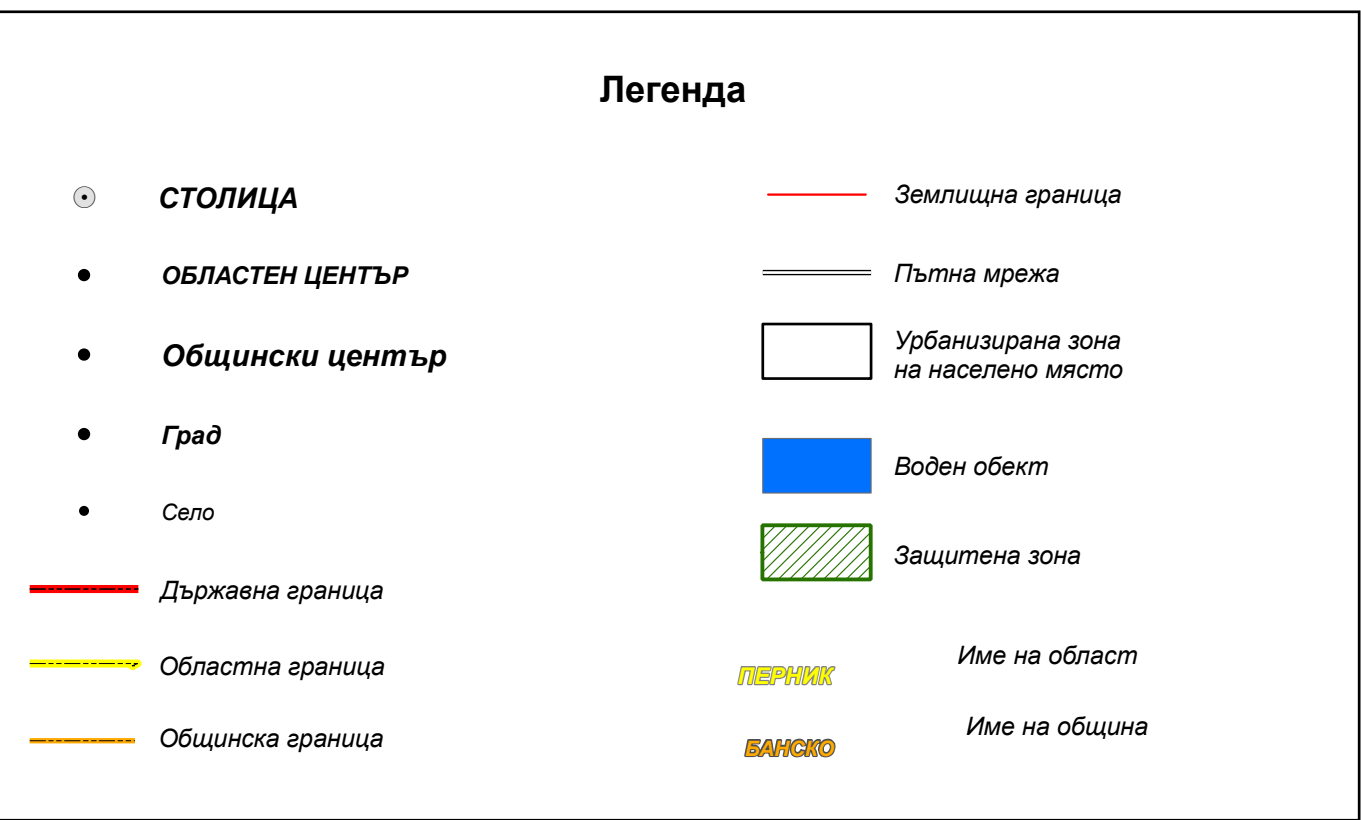 Легенда
СТОЛИЦА
ОБЛАСТЕН ЦЕНТЪР
Общински център
Град
Село
Държавна граница
Областна граница
Общинска граница
Землищна граница
Пътна мрежа
Урбанизирана зона
на населено място
Воден обект
Защитена зона
ПЕРНИК Име на област
БАНСКО Име на община